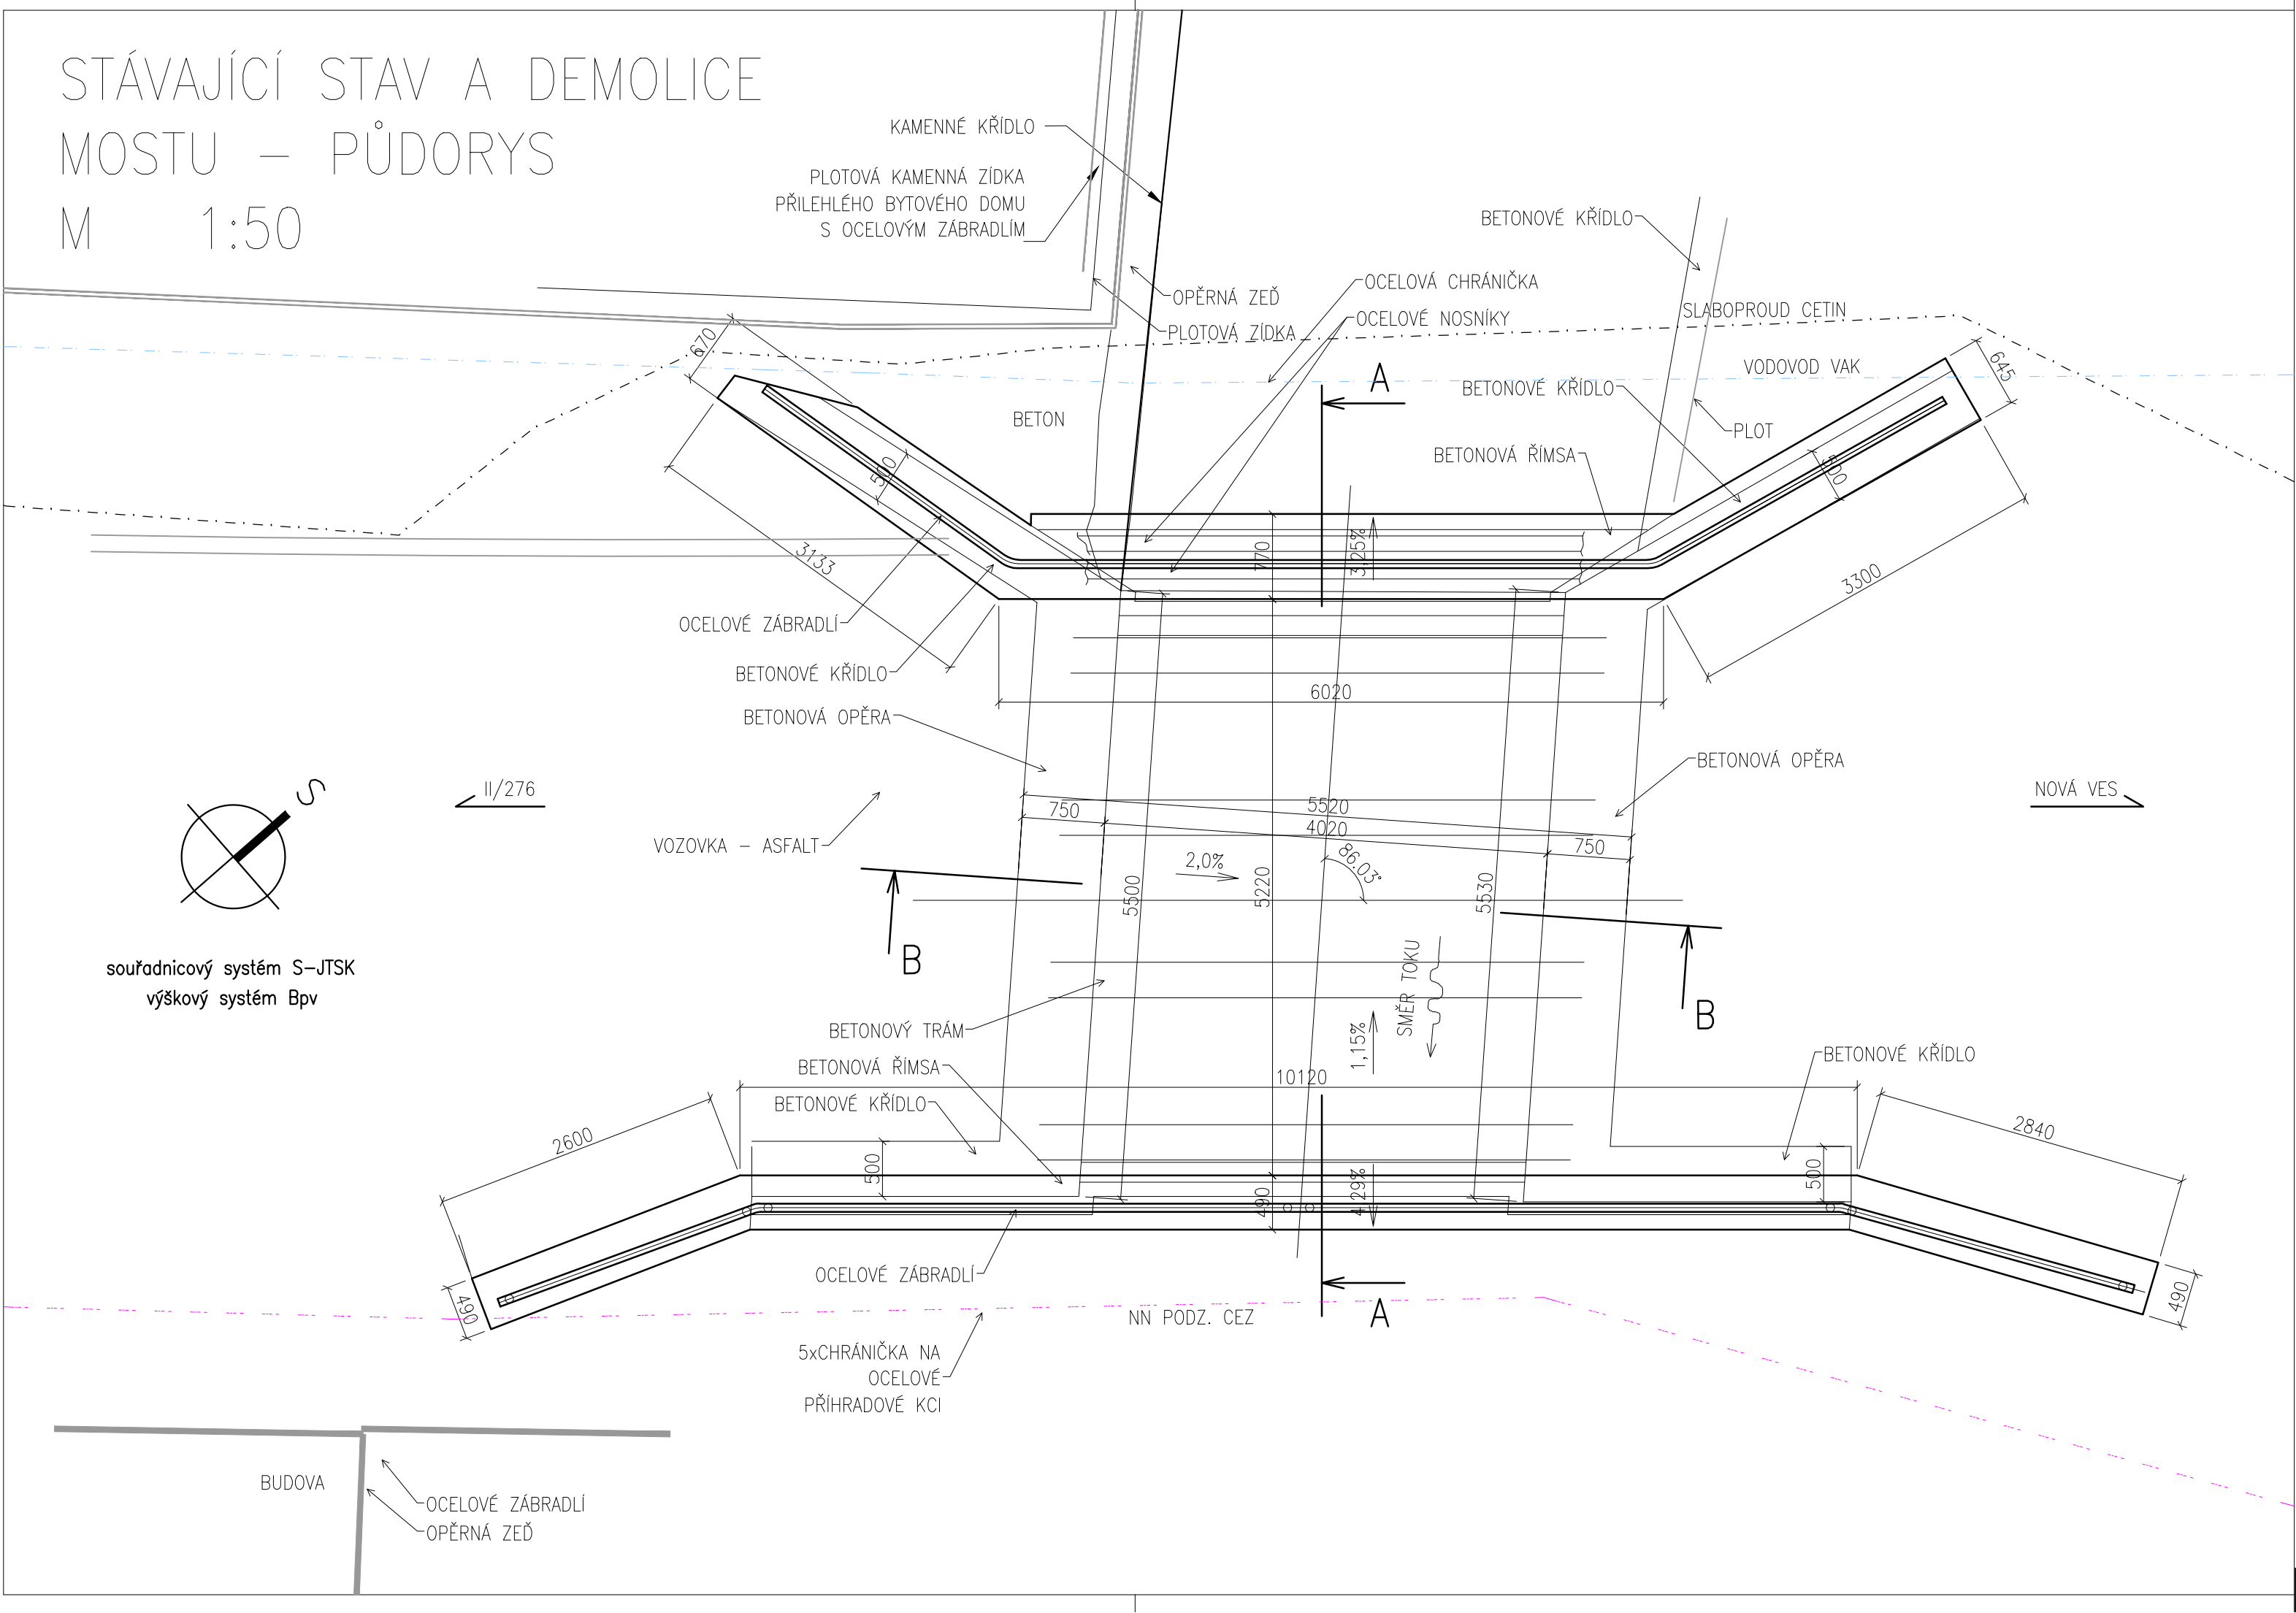 STÁVAJÍCÍ STAV A DEMOLICE
MOSTU – PŮDORYS
M 1:50
KAMENNÉ KŘÍDLO
PLOTOVÁ KAMENNÁ ZÍDKA
PŘILEHLÉHO BYTOVÉHO DOMU
S OCELOVÝM ZÁBRADLÍM
BETONOVÉ KŘÍDLO
OCELOVÁ CHRÁNIČKA
OPĚRNÁ ZEĎ
OCELOVÉ NOSNÍKY
SLABOPROUD CETIN
PLOTOVÁ ZÍDKA
670
A
VODOVOD VAK
645
BETONOVÉ KŘÍDLO
BETON
PLOT
BETONOVÁ ŘÍMSA
500
500
770
3,25%
3133
3300
OCELOVÉ ZÁBRADLÍ
BETONOVÉ KŘÍDLO
6020
BETONOVÁ OPĚRA
BETONOVÁ OPĚRA
S
II/276
NOVÁ VES
750
5520
4020
750
VOZOVKA – ASFALT
2,0%
86.03°
5500
5220
5530
B
B
souřadnicový systém S-JTSK
výškový systém Bpv
SMĚR TOKU
BETONOVÝ TRÁM
1,15%
BETONOVÁ ŘÍMSA
10120
BETONOVÉ KŘÍDLO
BETONOVÉ KŘÍDLO
2600
2840
500
500
490
4,29%
OCELOVÉ ZÁBRADLÍ
490
490
A
NN PODZ. CEZ
5xCHRÁNIČKA NA
OCELOVÉ
PŘÍHRADOVÉ KCI
BUDOVA
OCELOVÉ ZÁBRADLÍ
OPĚRNÁ ZEĎ